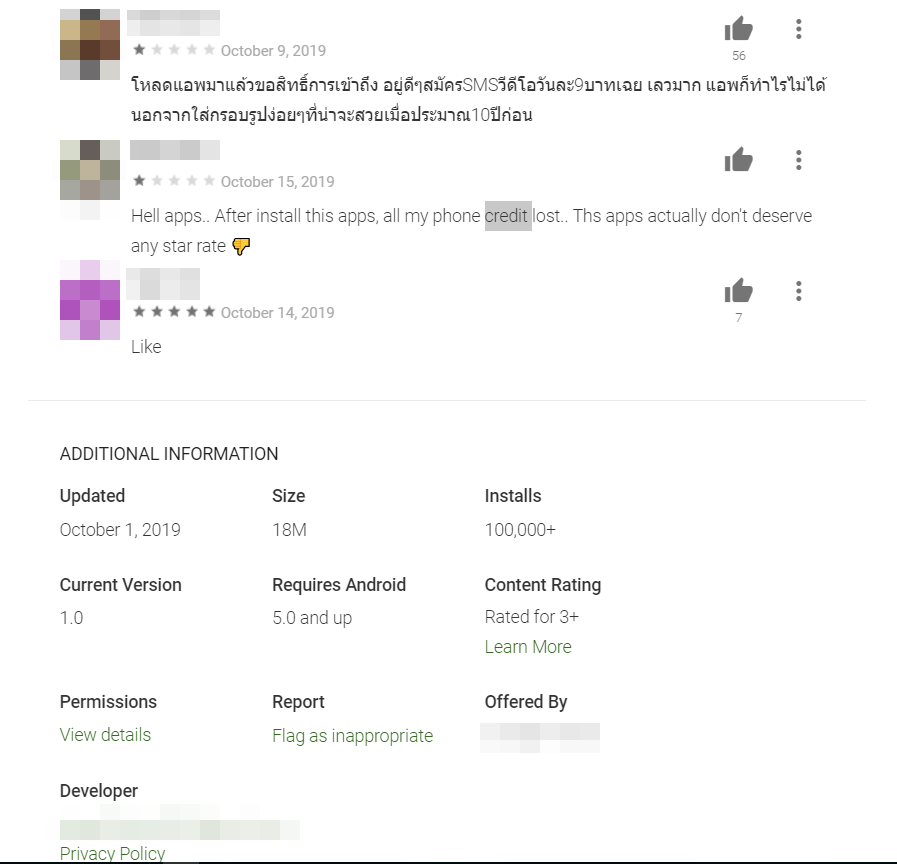 October 9, 2019
56
โหลดแอพมาแล้วขอสิทธิ์การเข้าถึง อยู่ดีๆสมัครSMSวีดีโอวันละ9บาทเฉย เลวมาก แอพก็ทำไรไม่ได้
นอกจากใส่กรอบรูปง่อยๆที่น่าจะสวยเมื่อประมาณ10ปีก่อน
October 15, 2019
Hell apps.. After install this apps, all my phone credit lost.. Ths apps actually don't deserve
any star rate 👎
October 14, 2019
7
Like
ADDITIONAL INFORMATION
Updated Size Installs
October 1, 2019 18M 100,000+
Current Version Requires Android Content Rating
1.0 5.0 and up Rated for 3+
Learn More
Permissions Report Offered By
View details Flag as inappropriate
Developer
Privacy Policy